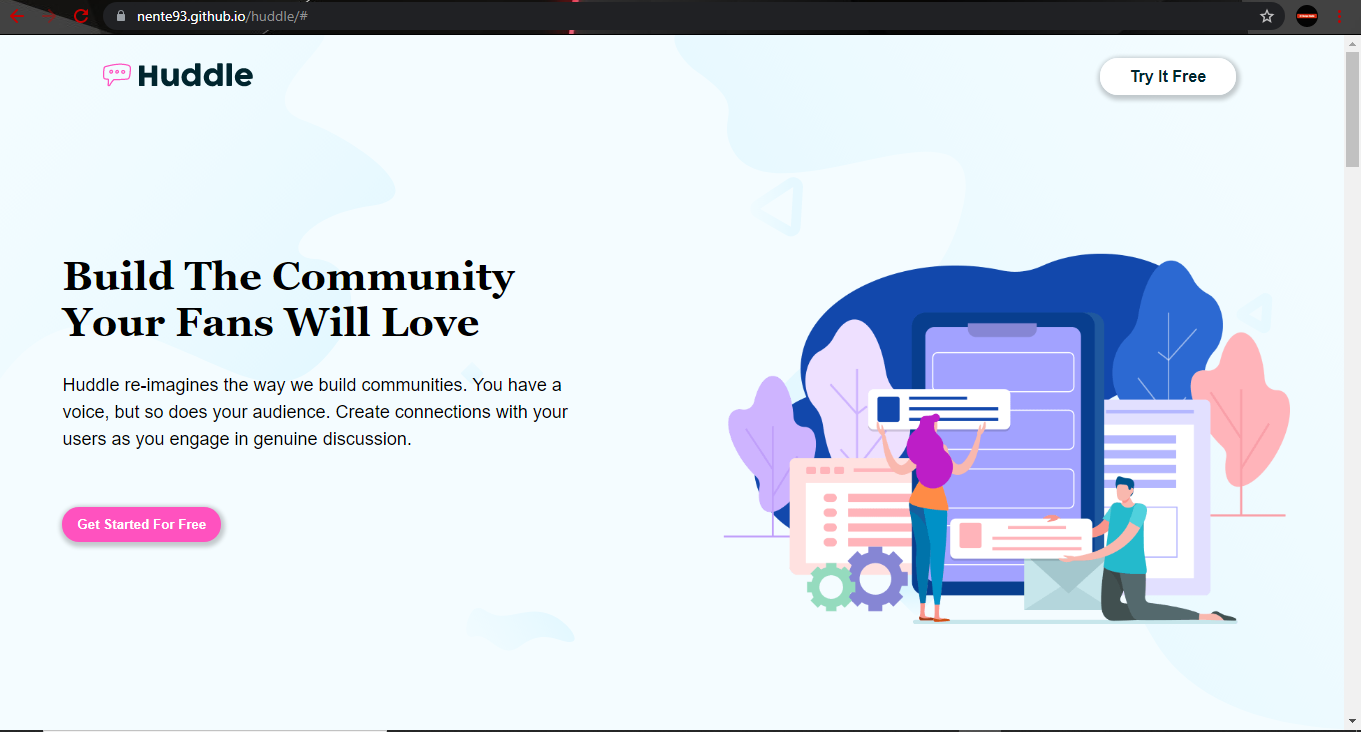 nente93.github.io/huddle/#
Huddle
Try It Free
Build The Community
Your Fans Will Love
Huddle re-imagines the way we build communities. You have a
voice, but so does your audience. Create connections with your
users as you engage in genuine discussion.
Get Started For Free